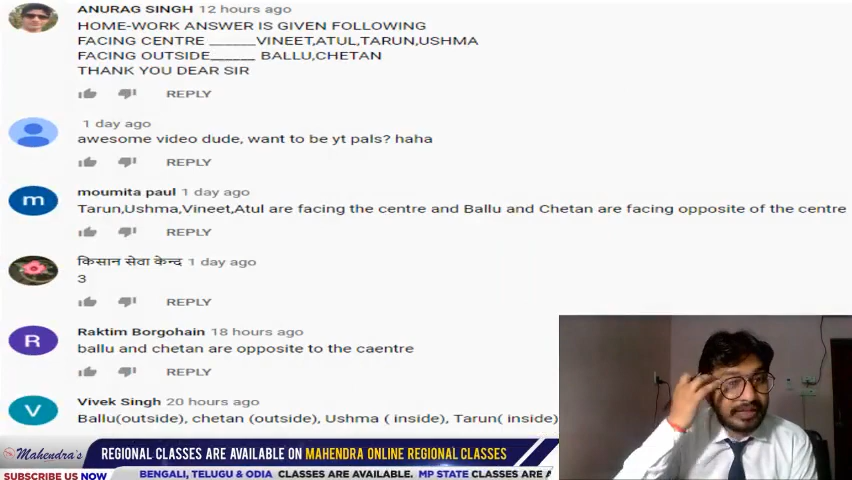 ANURAG SINGH 12 hours ago
HOME-WORK ANSWER IS GIVEN FOLLOWING
FACING CENTRE ______VINEET,ATUL,TARUN,USHMA
FACING OUTSIDE______ BALLU,CHETAN
THANK YOU DEAR SIR
REPLY
1 day ago
awesome video dude, want to be yt pals? haha
REPLY
m
moumita paul 1 day ago
Tarun,Ushma,Vineet,Atul are facing the centre and Ballu and Chetan are facing opposite of the centre
REPLY
किसान सेवा केन्द 1 day ago
3
REPLY
R
Raktim Borgohain 18 hours ago
ballu and chetan are opposite to the caentre
REPLY
V
Vivek Singh 20 hours ago
Ballu(outside), chetan (outside), Ushma ( inside), Tarun( inside)
Mahendra's
REGIONAL CLASSES ARE AVAILABLE ON MAHENDRA ONLINE REGIONAL CLASSES
SUBSCRIBE US NOW
BENGALI, TELUGU & ODIA CLASSES ARE AVAILABLE. MP STATE CLASSES ARE A